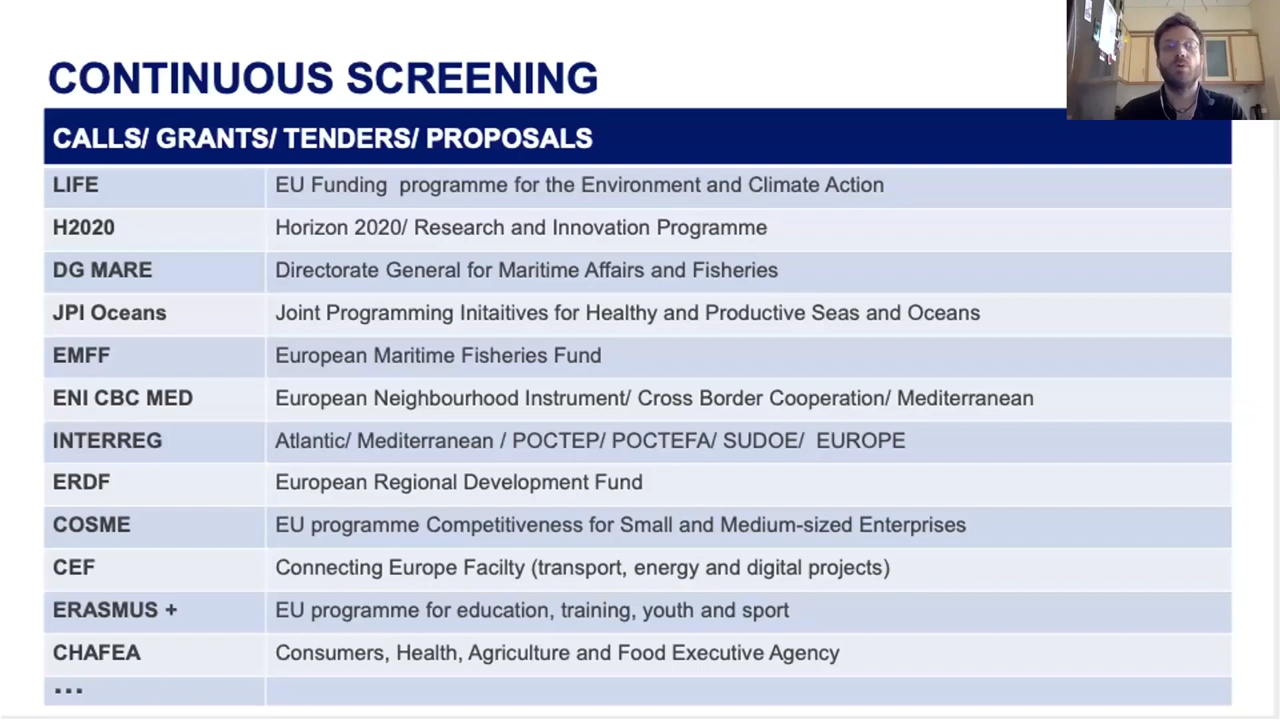 CONTINUOUS SCREENING
CALLS/ GRANTS/ TENDERS/ PROPOSALS
LIFE EU Funding programme for the Environment and Climate Action
H2020 Horizon 2020/ Research and Innovation Programme
DG MARE Directorate General for Maritime Affairs and Fisheries
JPI Oceans Joint Programming Initaitives for Healthy and Productive Seas and Oceans
EMFF European Maritime Fisheries Fund
ENI CBC MED European Neighbourhood Instrument/ Cross Border Cooperation/ Mediterranean
INTERREG Atlantic/ Mediterranean / POCTEP/ POCTEFA/ SUDOE/ EUROPE
ERDF European Regional Development Fund
COSME EU programme Competitiveness for Small and Medium-sized Enterprises
CEF Connecting Europe Facilty (transport, energy and digital projects)
ERASMUS + EU programme for education, training, youth and sport
CHAFEA Consumers, Health, Agriculture and Food Executive Agency
...